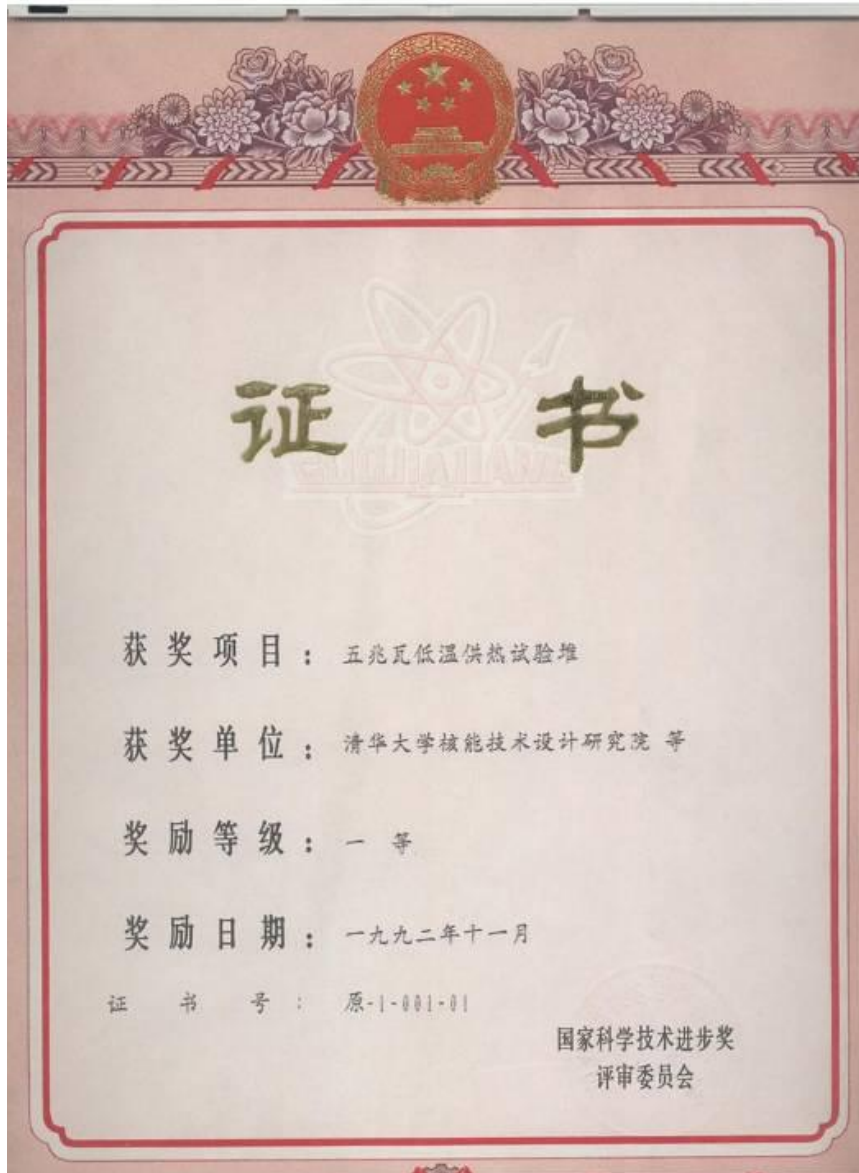 证 书
获奖项目： 五兆瓦低温供热试验堆
获奖单位： 清华大学核能技术设计研究院 等
奖励等级： 一 等
奖励日期： 一九九二年十一月
证 书 号： 原-1-001-01
国家科学技术进步奖
评审委员会